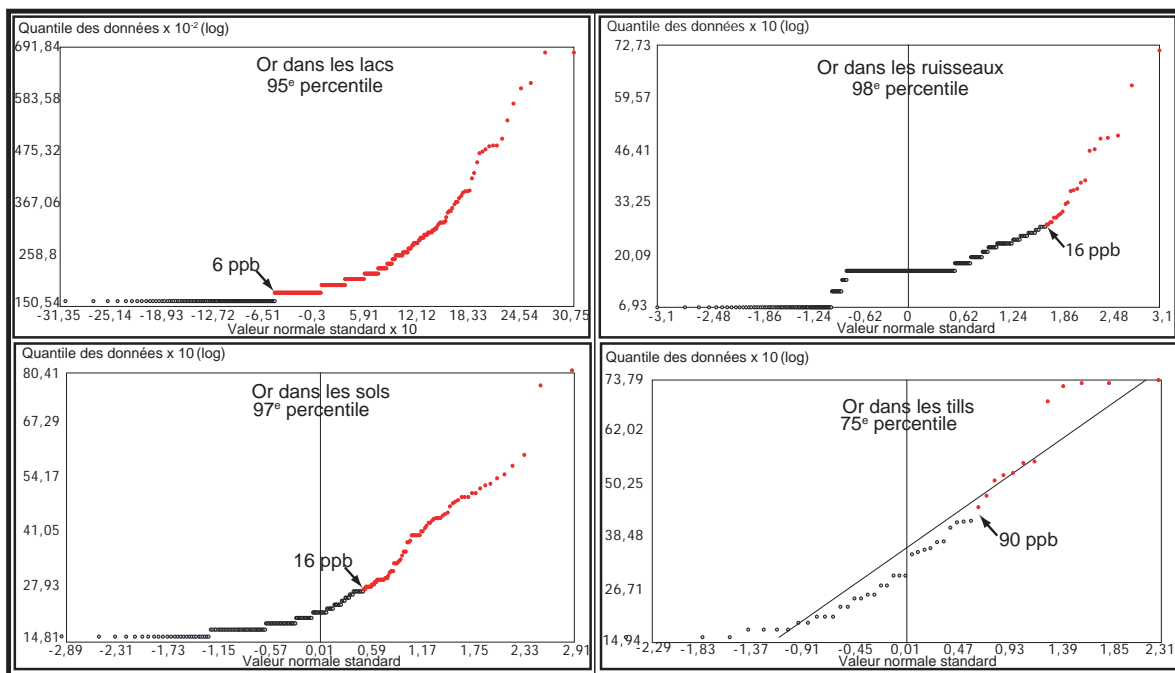 Quantile des données x 10⁻² (log)
691,84
583,58
475,32
367,06
258,8
150,54
Or dans les lacs
95e percentile
6 ppb
-31,35 -25,14 -18,93 -12,72 -6,51 -0,3 5,91 12,12 18,33 24,54 30,75
Valeur normale standard x 10
Quantile des données x 10 (log)
72,73
59,57
46,41
33,25
20,09
6,93
Or dans les ruisseaux
98e percentile
16 ppb
-3,1 -2,48 -1,86 -1,24 -0,62 0 0,62 1,24 1,86 2,48 3,1
Valeur normale standard
Quantile des données x 10 (log)
80,41
67,29
54,17
41,05
27,93
14,81
Or dans les sols
97e percentile
16 ppb
-2,89 -2,31 -1,73 -1,15 -0,57 0,01 0,59 1,17 1,75 2,33 2,91
Valeur normale standard
Quantile des données x 10 (log)
73,79
62,02
50,25
38,48
26,71
14,94
Or dans les tills
75e percentile
90 ppb
-2,29 -1,83 -1,37 -0,91 -0,45 0,01 0,47 0,93 1,39 1,85 2,31
Valeur normale standard